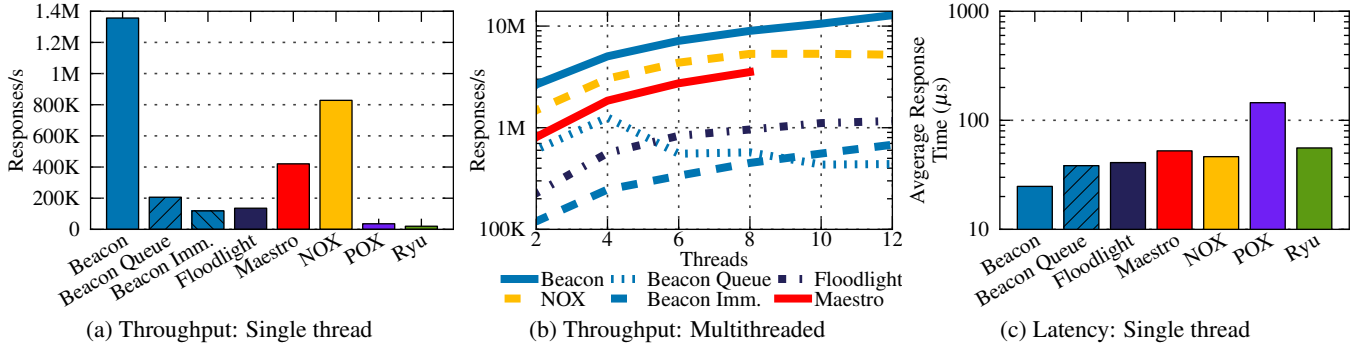 1.4M
1.2M
1M
800K
600K
400K
200K
0
Responses/s
Beacon
Beacon Queue
Beacon Imm.
Floodlight
Maestro
NOX
POX
Ryu
(a) Throughput: Single thread
10M
1M
100K
Responses/s
2 4 6 8 10 12
Threads
Beacon Beacon Queue Floodlight
NOX Beacon Imm. Maestro
(b) Throughput: Multithreaded
1000
100
10
Avgerage Response
Time (μs)
Beacon
Beacon Queue
Floodlight
Maestro
NOX
POX
Ryu
(c) Latency: Single thread